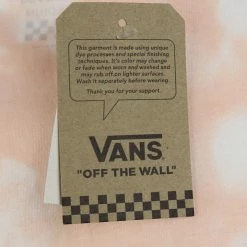 This garment is made using unique
dye processes and special finishing
techniques. It's color may change
or fade when worn and washed and
may rub off on lighter surfaces.
Wash it separately before wearing.
Thank you for your support.
VANS
"OFF THE WALL"